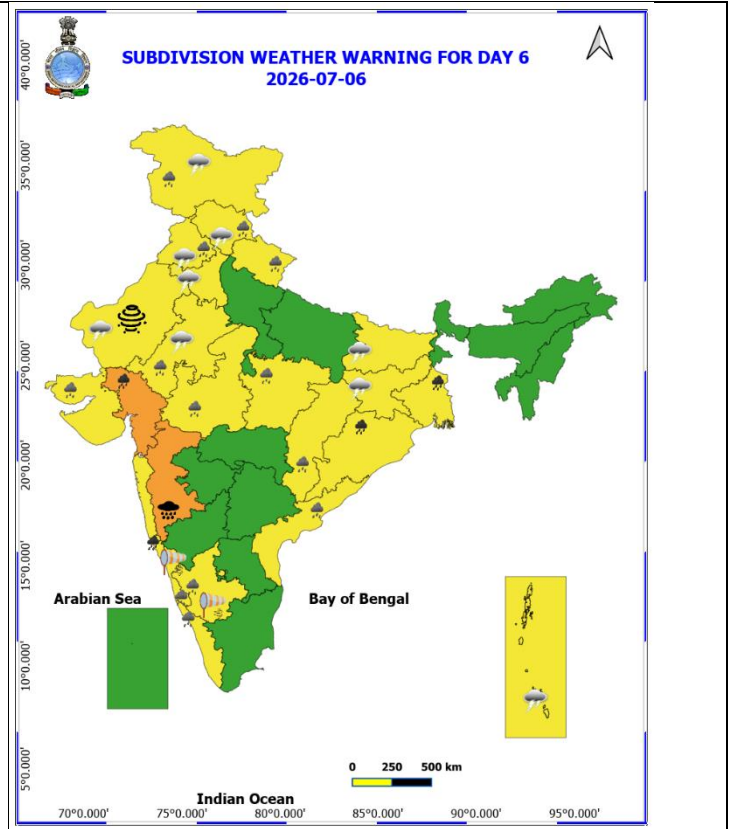 SUBDIVISION WEATHER WARNING FOR DAY 6
2026-07-06
40°0.000'
35°0.000'
30°0.000'
25°0.000'
20°0.000'
15°0.000'
10°0.000'
5°0.000'
Arabian Sea
Bay of Bengal
0 250 500 km
Indian Ocean
70°0.000' 75°0.000' 80°0.000' 85°0.000' 90°0.000' 95°0.000'